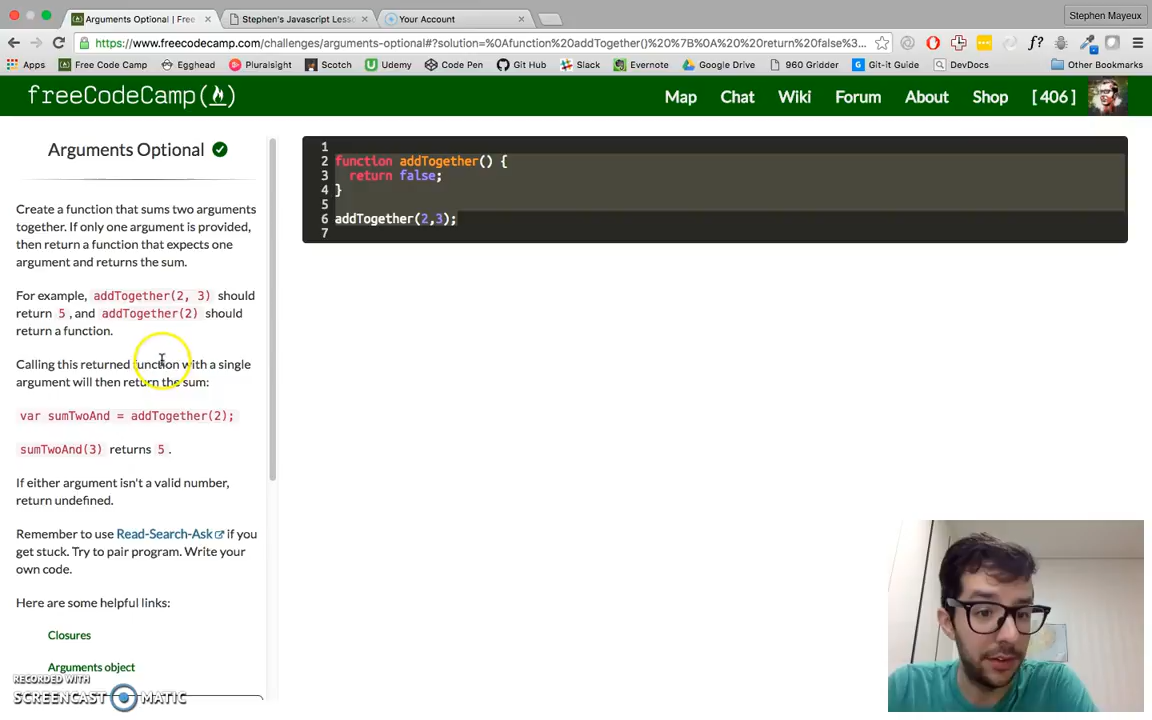 Stephen Mayeux
Arguments Optional | Free
Stephen's Javascript Lesso
Your Account
https://www.freecodecamp.com/challenges/arguments-optional#?solution=%0Afunction%20addTogether()%20%7B%0A%20%20return%20false%3...
Apps
Free Code Camp
Egghead
Pluralsight
Scotch
Udemy
Code Pen
Git Hub
Slack
Evernote
Google Drive
960 Gridder
Git-it Guide
DevDocs
Other Bookmarks
freeCodeCamp
Map
Chat
Wiki
Forum
About
Shop
[ 406 ]
Arguments Optional
Create a function that sums two arguments
together. If only one argument is provided,
then return a function that expects one
argument and returns the sum.
For example, addTogether(2, 3) should
return 5 , and addTogether(2) should
return a function.
Calling this returned function with a single
argument will then return the sum:
var sumTwoAnd = addTogether(2);
sumTwoAnd(3) returns 5 .
If either argument isn't a valid number,
return undefined.
Remember to use Read-Search-Ask if you
get stuck. Try to pair program. Write your
own code.
Here are some helpful links:
Closures
Arguments object
1
2 function addTogether() {
3 return false;
4 }
5
6 addTogether(2,3);
7
RECORDED WITH
SCREENCAST MATIC